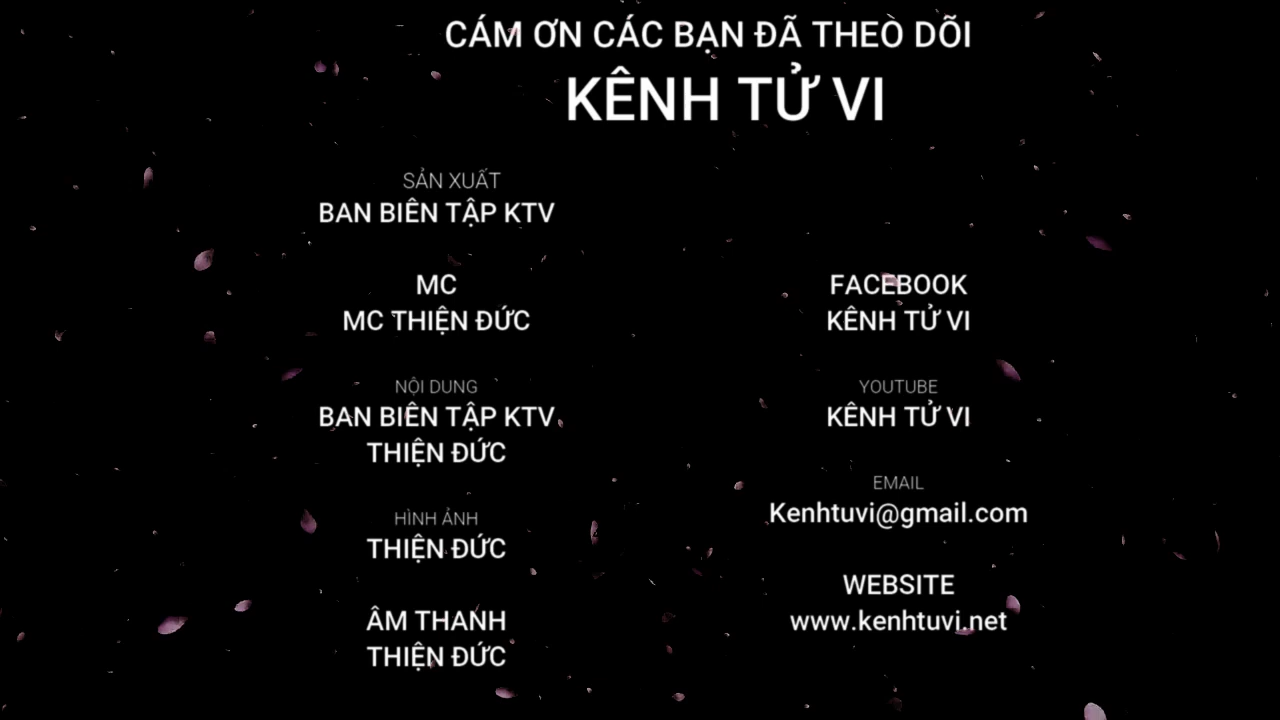 CÁM ƠN CÁC BẠN ĐÃ THEO DÕI
KÊNH TỬ VI
SẢN XUẤT
BAN BIÊN TẬP KTV
MC
MC THIỆN ĐỨC
NỘI DUNG
BAN BIÊN TẬP KTV
THIỆN ĐỨC
HÌNH ẢNH
THIỆN ĐỨC
ÂM THANH
THIỆN ĐỨC
FACEBOOK
KÊNH TỬ VI
YOUTUBE
KÊNH TỬ VI
EMAIL
Kenhtuvi@gmail.com
WEBSITE
www.kenhtuvi.net